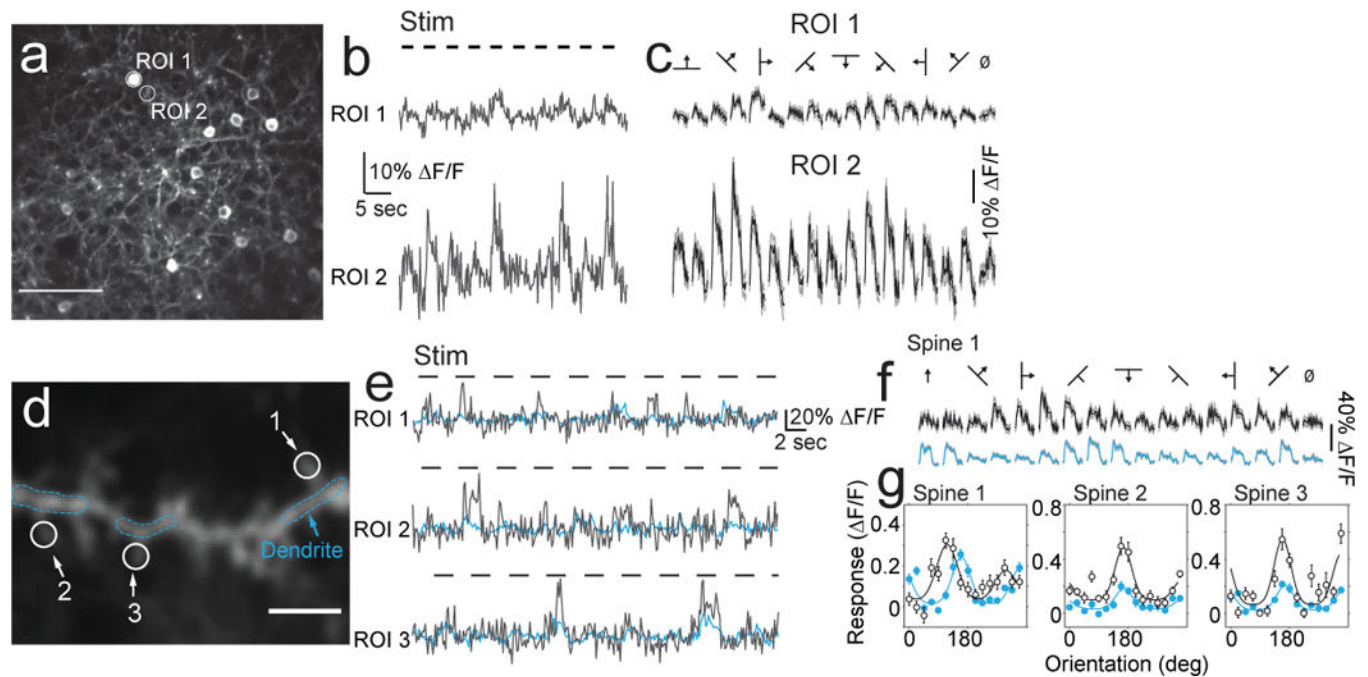 a
ROI 1
ROI 2
b
Stim
ROI 1
10% ΔF/F
5 sec
ROI 2
c
ROI 1
ø
ROI 2
10% ΔF/F
d
1
2
3
Dendrite
e
Stim
ROI 1
20% ΔF/F
2 sec
ROI 2
ROI 3
f
Spine 1
ø
40% ΔF/F
g
Spine 1
Spine 2
Spine 3
Response (ΔF/F)
0.4
0.2
0
0.8
0.4
0
0.8
0.4
0
0 180
0 180
0 180
Orientation (deg)